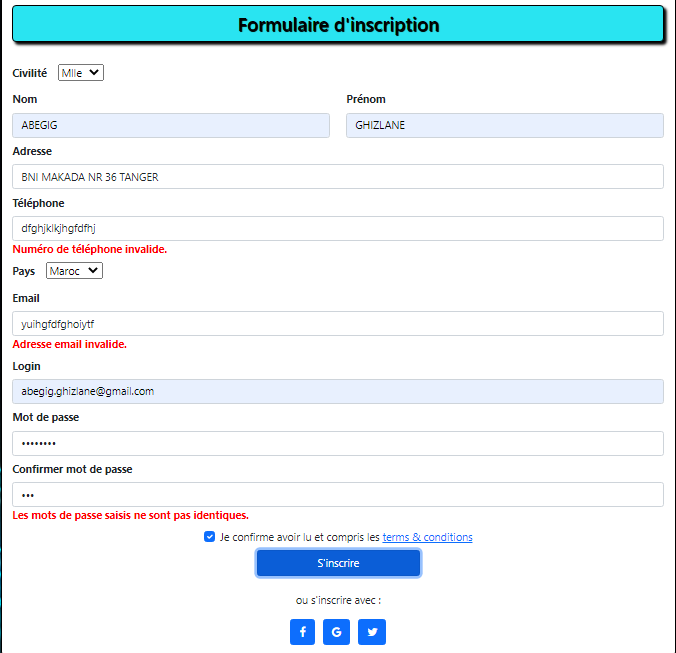 Formulaire d'inscription
Civilité Mlle
Nom Prénom
ABEGIG GHIZLANE
Adresse
BNI MAKADA NR 36 TANGER
Téléphone
dfghjklkjhgfdfhj
Numéro de téléphone invalide.
Pays Maroc
Email
yuihgfdfghoiytf
Adresse email invalide.
Login
abegig.ghizlane@gmail.com
Mot de passe
••••••••
Confirmer mot de passe
•••
Les mots de passe saisis ne sont pas identiques.
Je confirme avoir lu et compris les terms & conditions
S'inscrire
ou s'inscrire avec :